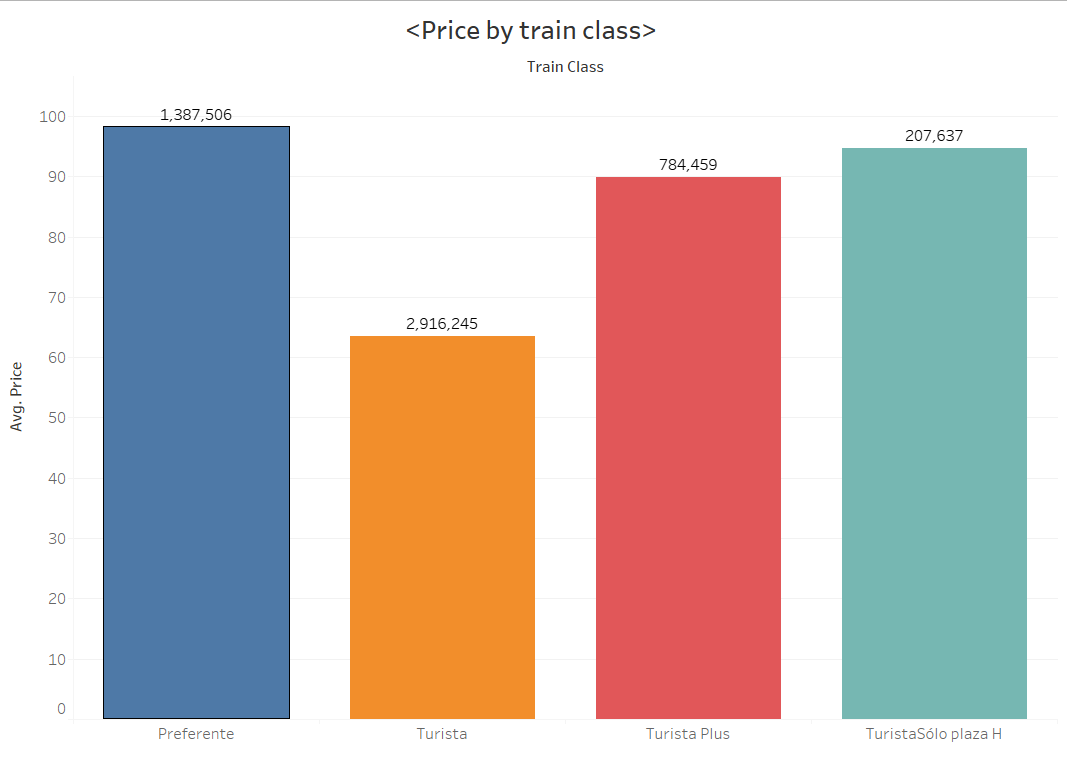 <Price by train class>
Train Class
100
90
80
70
60
50
40
30
20
10
0
Avg. Price
1,387,506
2,916,245
784,459
207,637
Preferente
Turista
Turista Plus
TuristaSólo plaza H